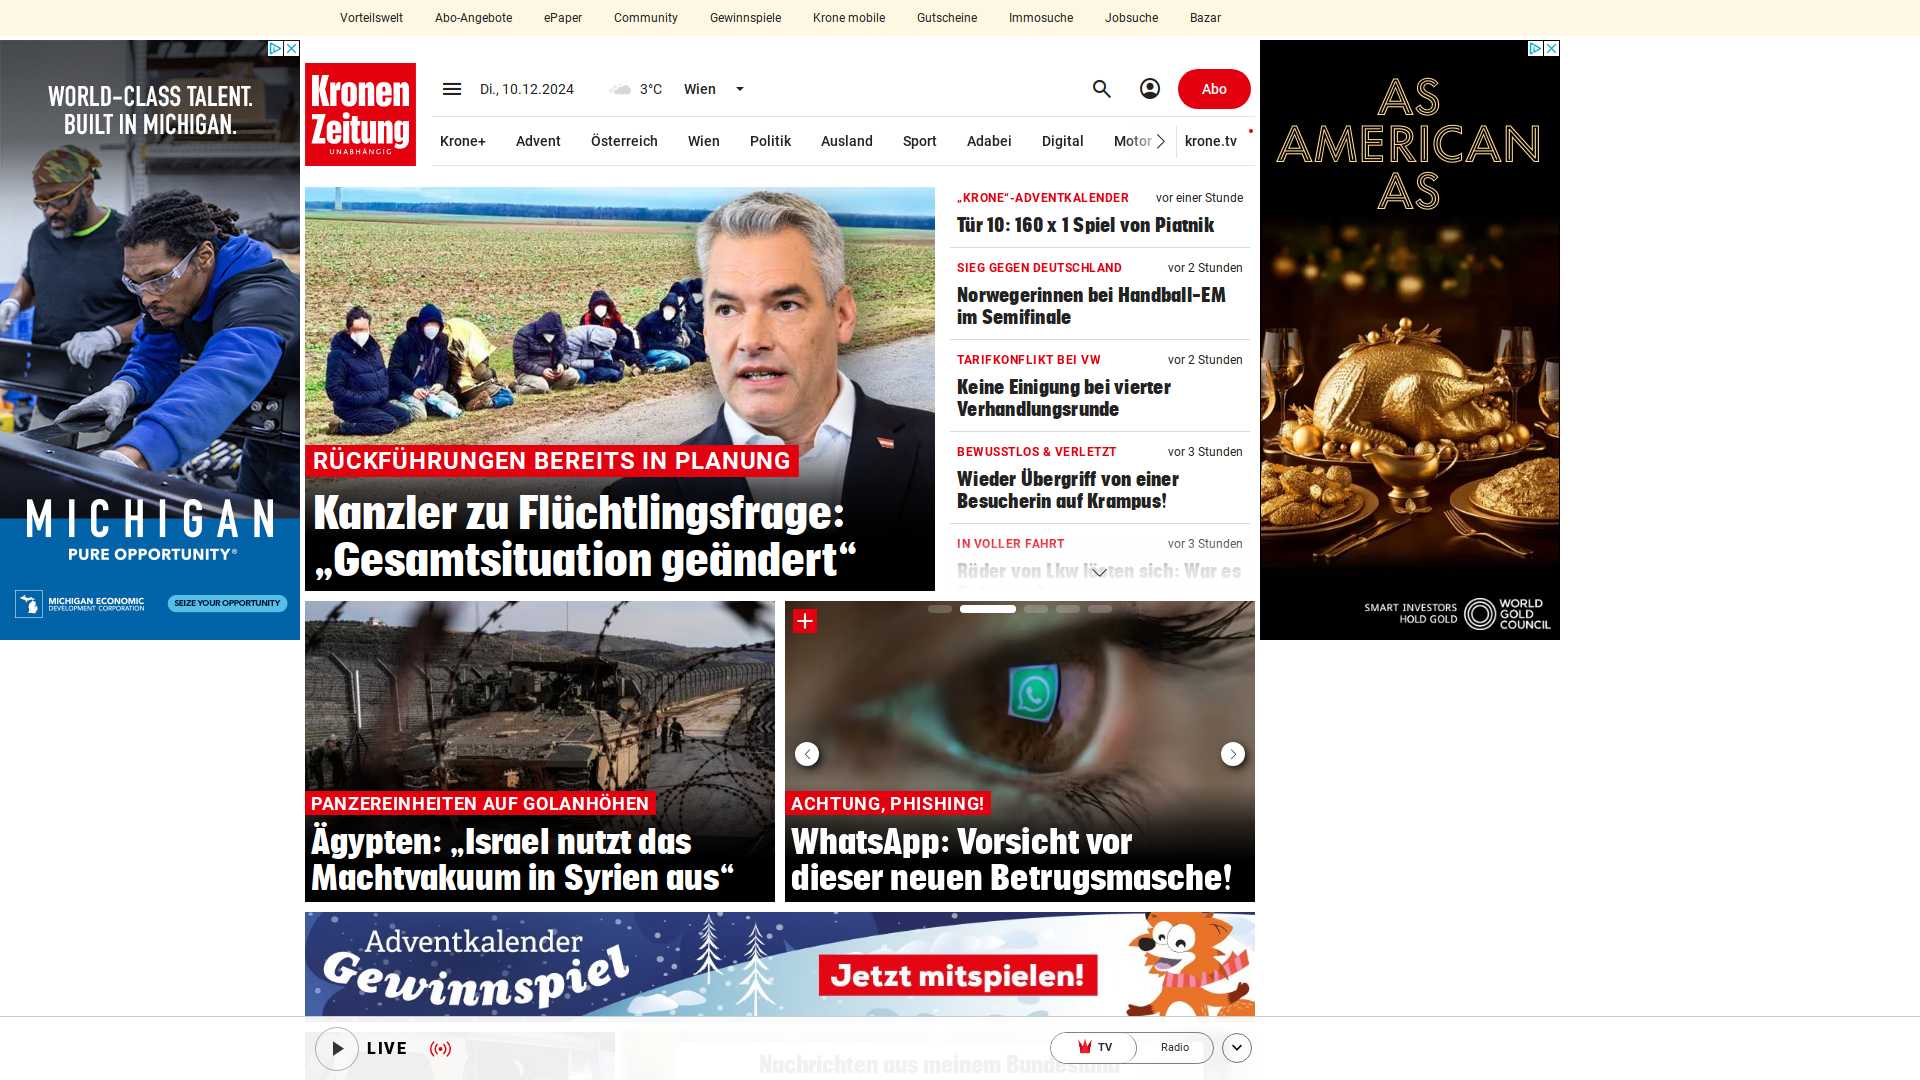 Vorteilswelt Abo-Angebote ePaper Community Gewinnspiele Krone mobile Gutscheine Immosuche Jobsuche Bazar
WORLD-CLASS TALENT.
BUILT IN MICHIGAN.
MICHIGAN
PURE OPPORTUNITY®
MICHIGAN ECONOMIC
DEVELOPMENT CORPORATION
SEIZE YOUR OPPORTUNITY
Kronen
Zeitung
UNABHÄNGIG
Di., 10.12.2024 3°C Wien
Abo
Krone+ Advent Österreich Wien Politik Ausland Sport Adabei Digital Motor krone.tv
RÜCKFÜHRUNGEN BEREITS IN PLANUNG
Kanzler zu Flüchtlingsfrage:
„Gesamtsituation geändert“
„KRONE“-ADVENTKALENDER vor einer Stunde
Tür 10: 160 x 1 Spiel von Piatnik
SIEG GEGEN DEUTSCHLAND vor 2 Stunden
Norwegerinnen bei Handball-EM
im Semifinale
TARIFKONFLIKT BEI VW vor 2 Stunden
Keine Einigung bei vierter
Verhandlungsrunde
BEWUSSTLOS & VERLETZT vor 3 Stunden
Wieder Übergriff von einer
Besucherin auf Krampus!
IN VOLLER FAHRT vor 3 Stunden
Räder von Lkw lösten sich: War es
AS
AMERICAN
AS
SMART INVESTORS
HOLD GOLD
WORLD
GOLD
COUNCIL
PANZEREINHEITEN AUF GOLANHÖHEN
Ägypten: „Israel nutzt das
Machtvakuum in Syrien aus“
ACHTUNG, PHISHING!
WhatsApp: Vorsicht vor
dieser neuen Betrugsmasche!
Adventkalender
Gewinnspiel
Jetzt mitspielen!
LIVE
TV Radio
Nachrichten aus meinem Bundesland